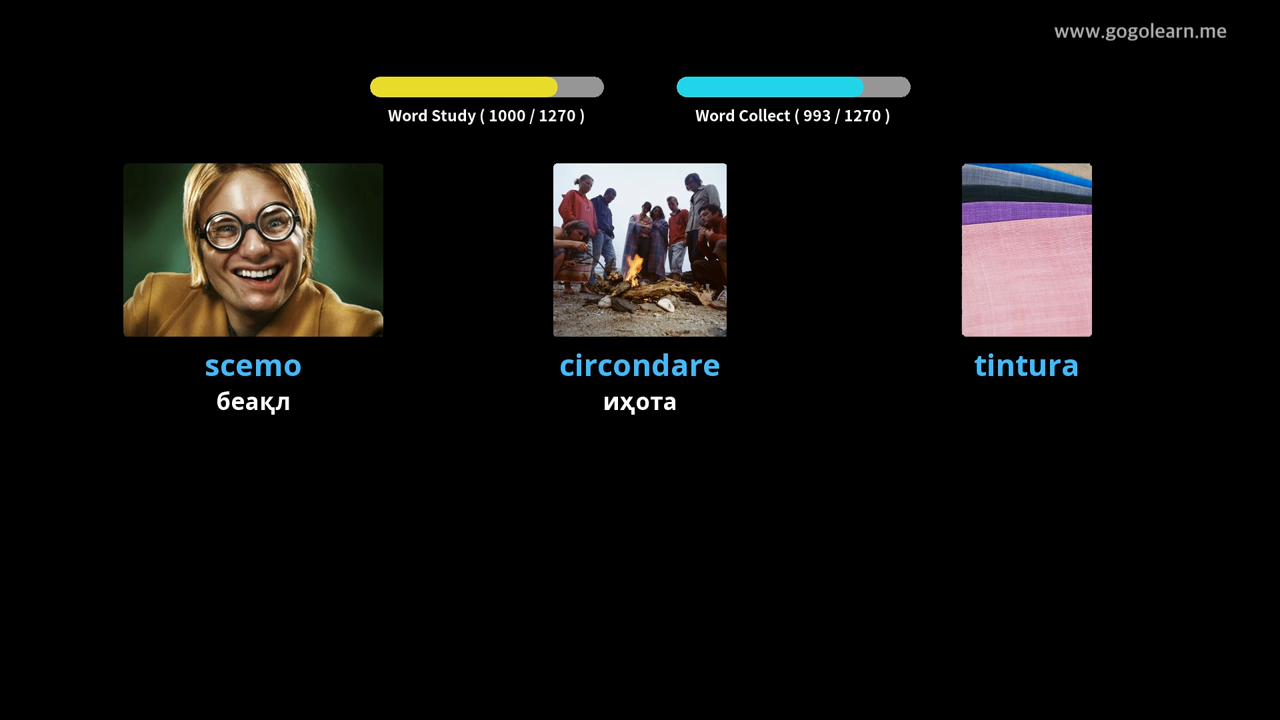 www.gogolearn.me
Word Study ( 1000 / 1270 )
Word Collect ( 993 / 1270 )
scemo
беақл
circondare
иҳота
tintura